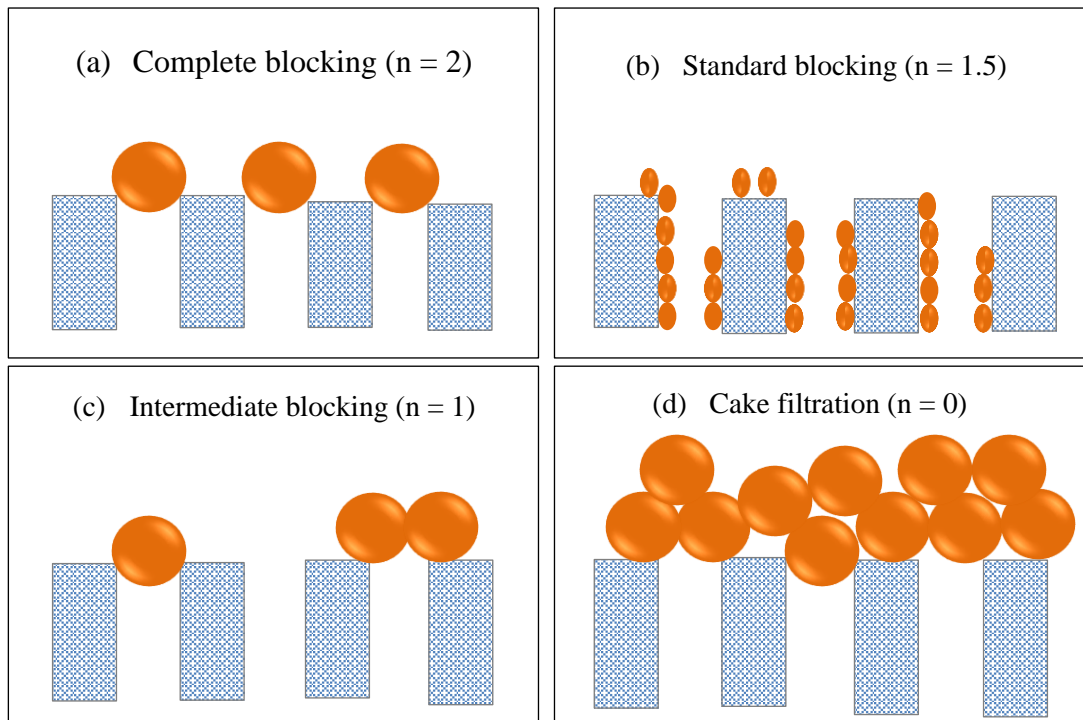 (a) Complete blocking (n = 2)
(b) Standard blocking (n = 1.5)
(c) Intermediate blocking (n = 1)
(d) Cake filtration (n = 0)